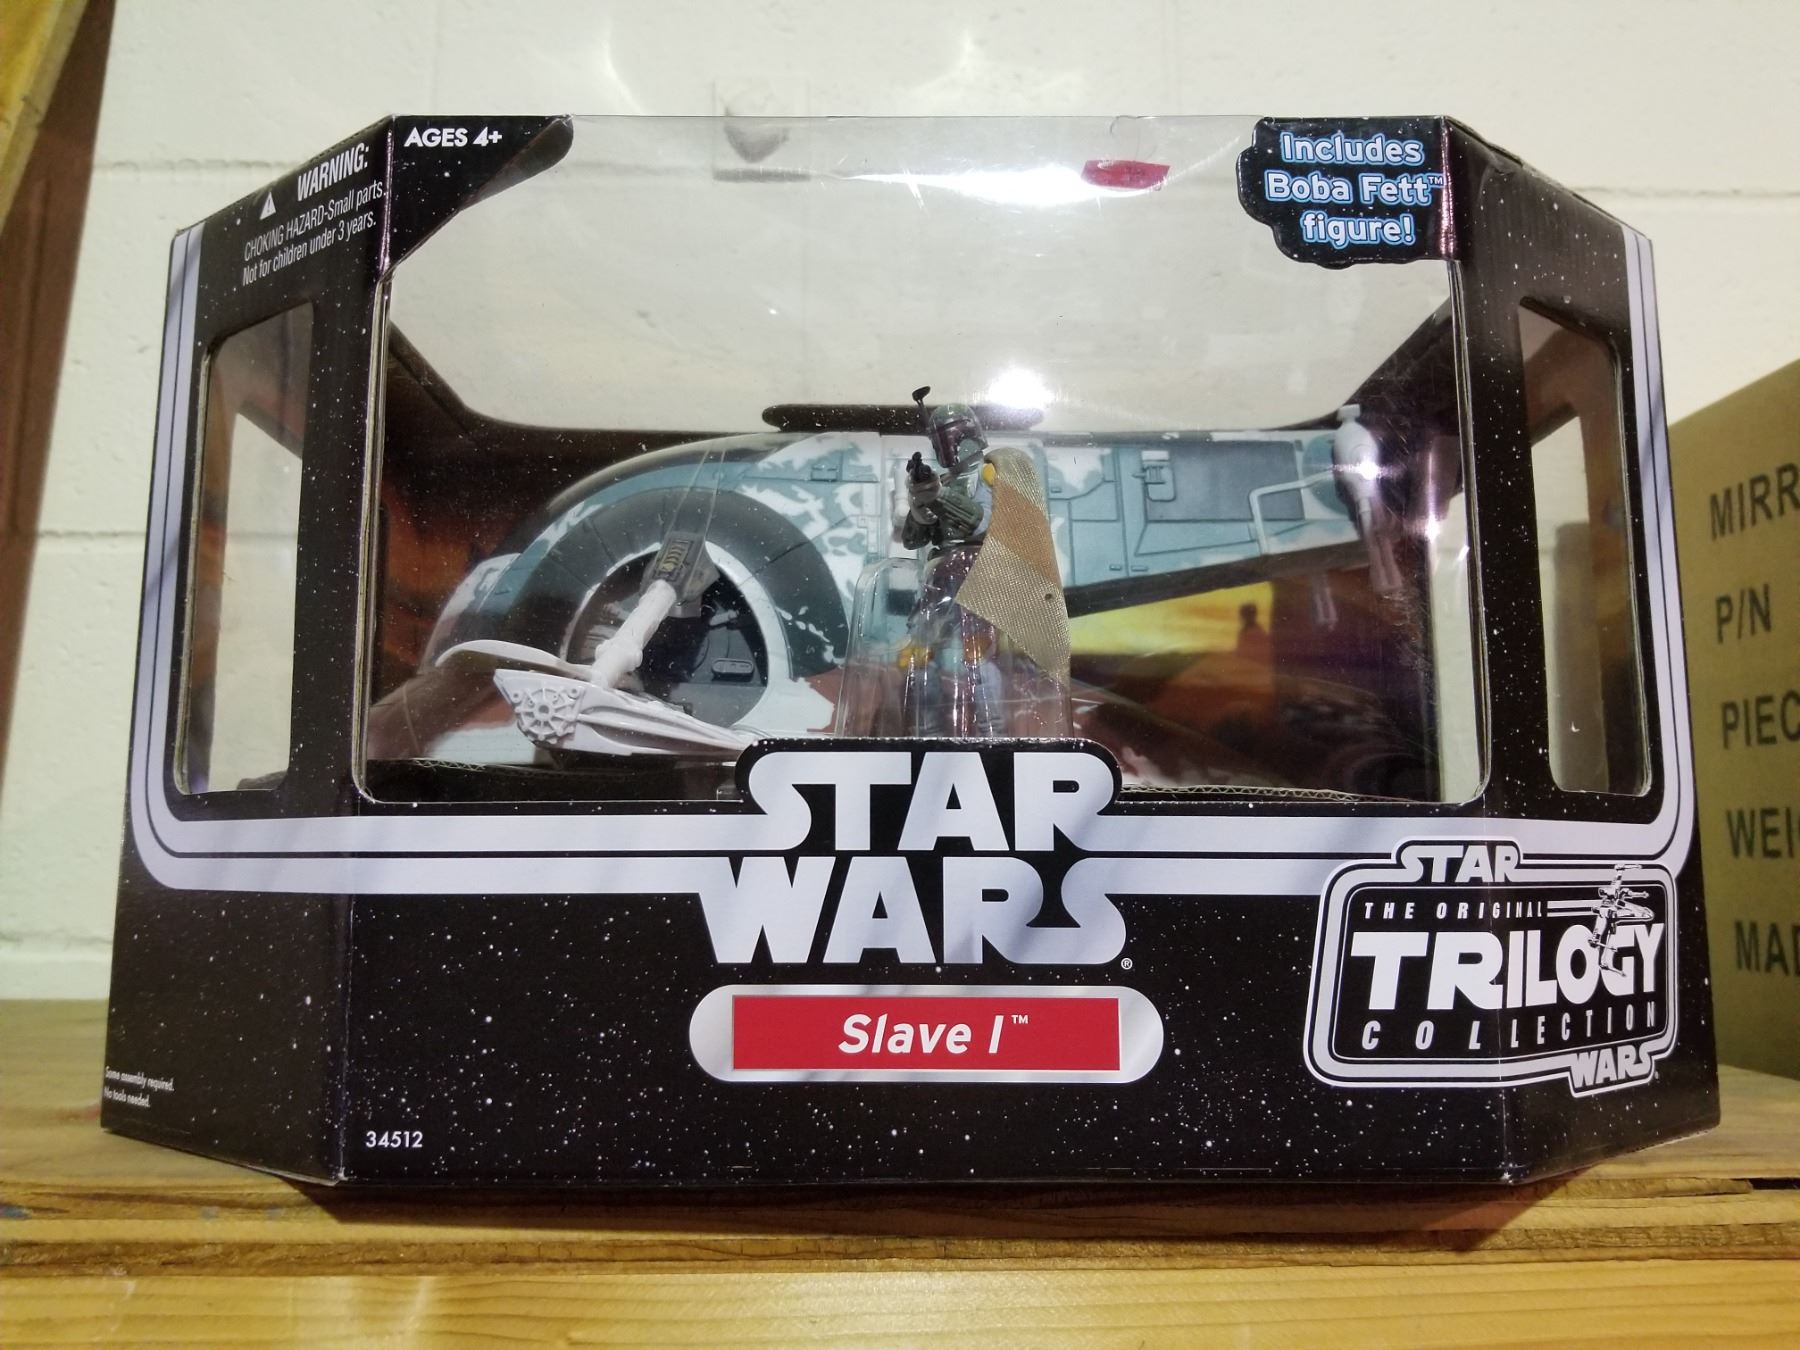 AGES 4+
WARNING:
CHOKING HAZARD-Small parts.
Not for children under 3 years.
Includes
Boba Fett™
figure!
STAR
WARS®
Slave I™
STAR
THE ORIGINAL
TRILOGY
COLLECTION
WARS
Some assembly required.
No tools needed.
34512
MIRR
P/N
PIEC
WEI
MAD